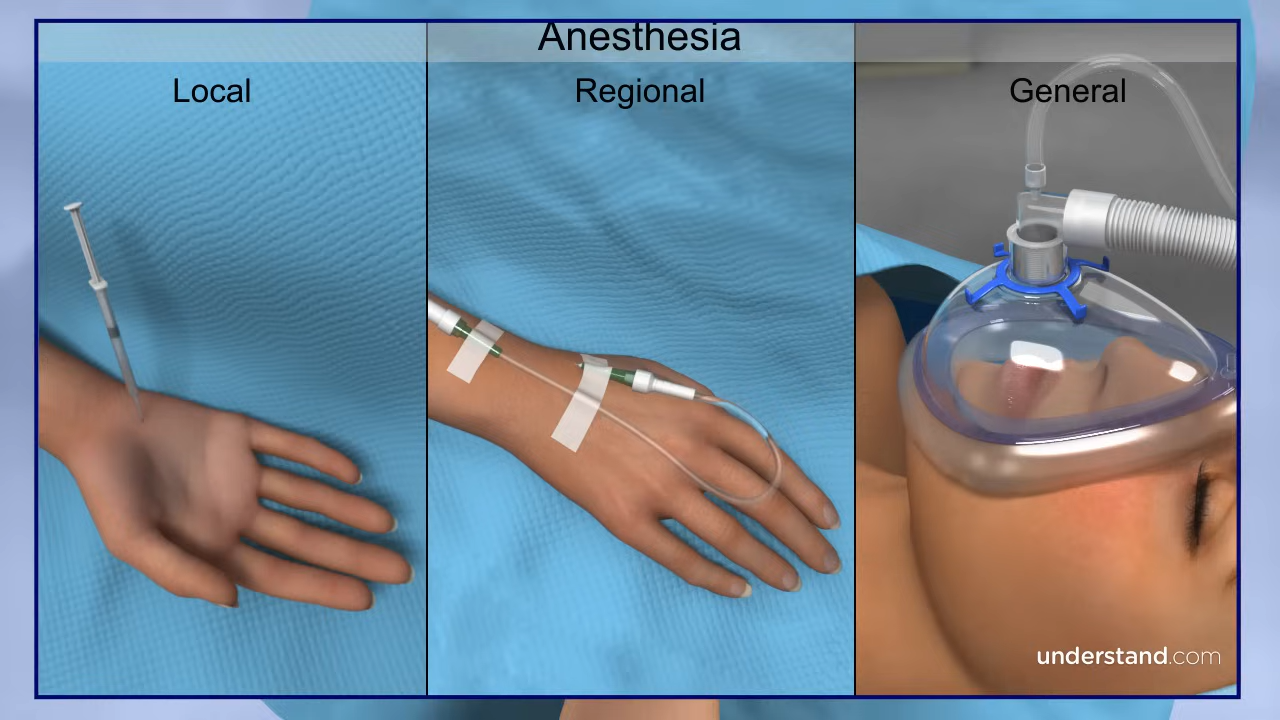 Anesthesia
Local
Regional
General
understand.com